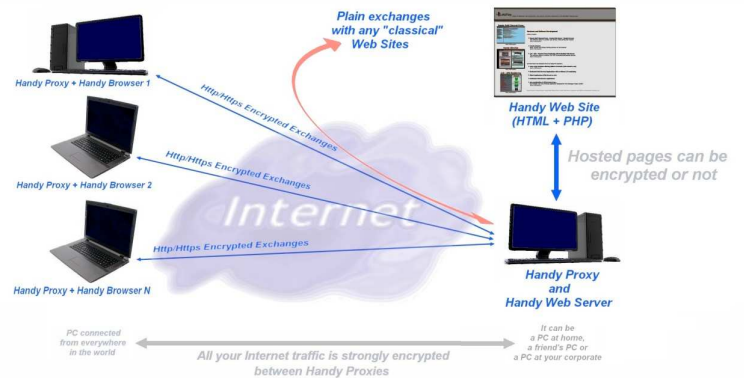 Plain exchanges
with any "classical"
Web Sites
Handy Proxy + Handy Browser 1
Handy Web Site
(HTML + PHP)
Http/Https Encrypted Exchanges
Hosted pages can be
encrypted or not
Handy Proxy + Handy Browser 2
Http/Https Encrypted Exchanges
Internet
Http/Https Encrypted Exchanges
Handy Proxy + Handy Browser N
Handy Proxy
and
Handy Web Server
PC connected
from everywhere
in the world
All your Internet traffic is strongly encrypted
between Handy Proxies
It can be
a PC at home,
a friend's PC or
a PC at your corporate